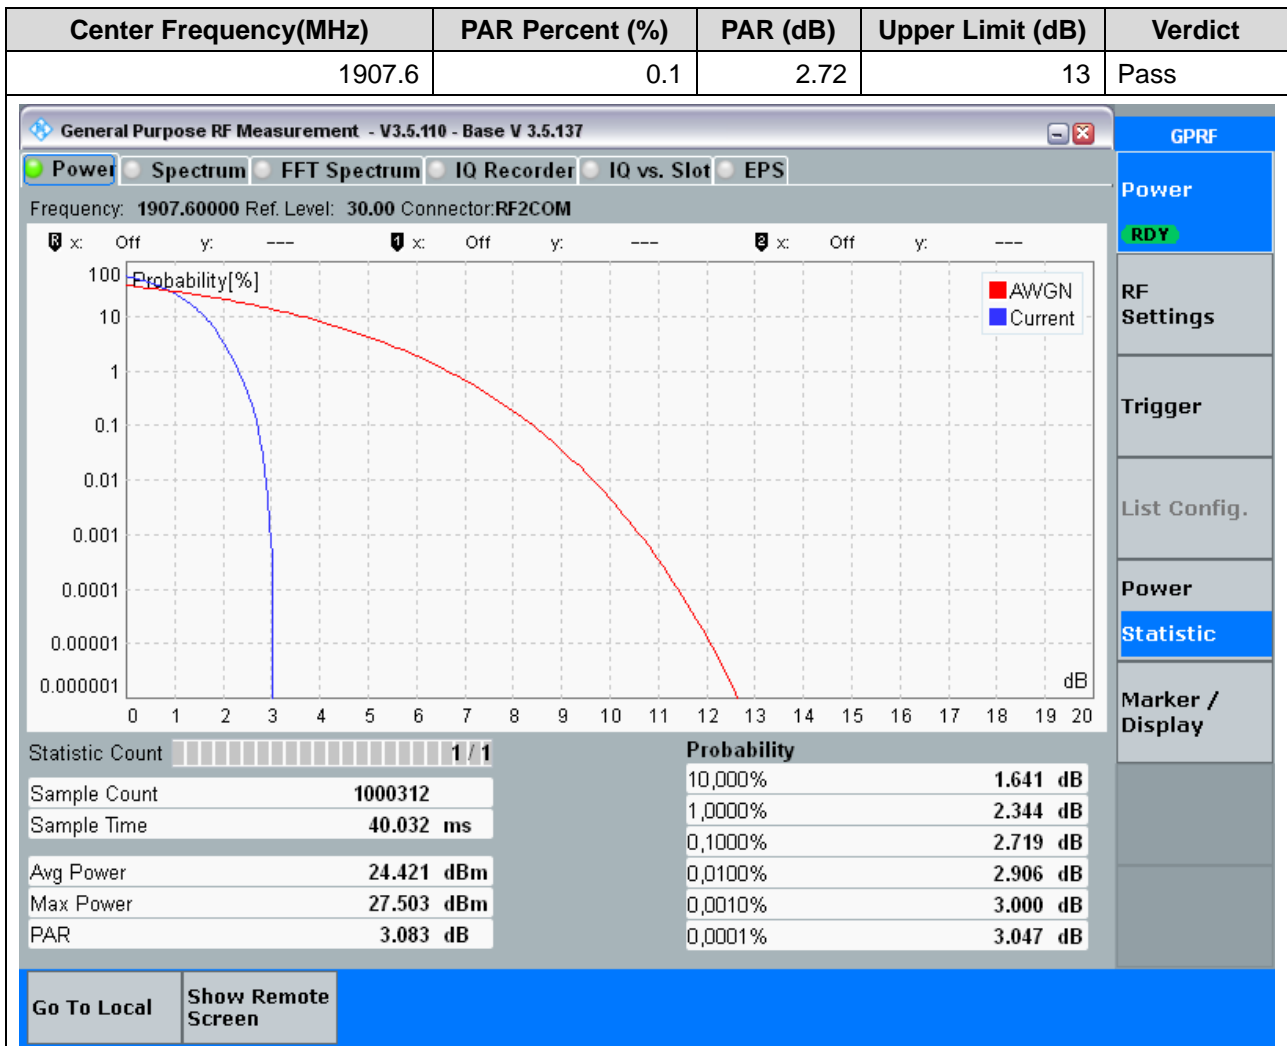 Center Frequency(MHz) PAR Percent (%) PAR (dB) Upper Limit (dB) Verdict
1907.6 0.1 2.72 13 Pass
General Purpose RF Measurement - V3.5.110 - Base V 3.5.137
GPRF
Power Spectrum FFT Spectrum IQ Recorder IQ vs. Slot EPS
Power
RDY
Frequency: 1907.60000 Ref. Level: 30.00 Connector:RF2COM
R x: Off y: --- 1 x: Off y: --- 2 x: Off y: ---
Probability[%]
AWGN
Current
100
10
1
0.1
0.01
0.001
0.0001
0.00001
0.000001
dB
0 1 2 3 4 5 6 7 8 9 10 11 12 13 14 15 16 17 18 19 20
RF
Settings
Trigger
List Config.
Power
Statistic
Marker /
Display
Statistic Count 1 / 1
Sample Count 1000312
Sample Time 40.032 ms
Avg Power 24.421 dBm
Max Power 27.503 dBm
PAR 3.083 dB
Probability
10,000% 1.641 dB
1,0000% 2.344 dB
0,1000% 2.719 dB
0,0100% 2.906 dB
0,0010% 3.000 dB
0,0001% 3.047 dB
Go To Local
Show Remote
Screen